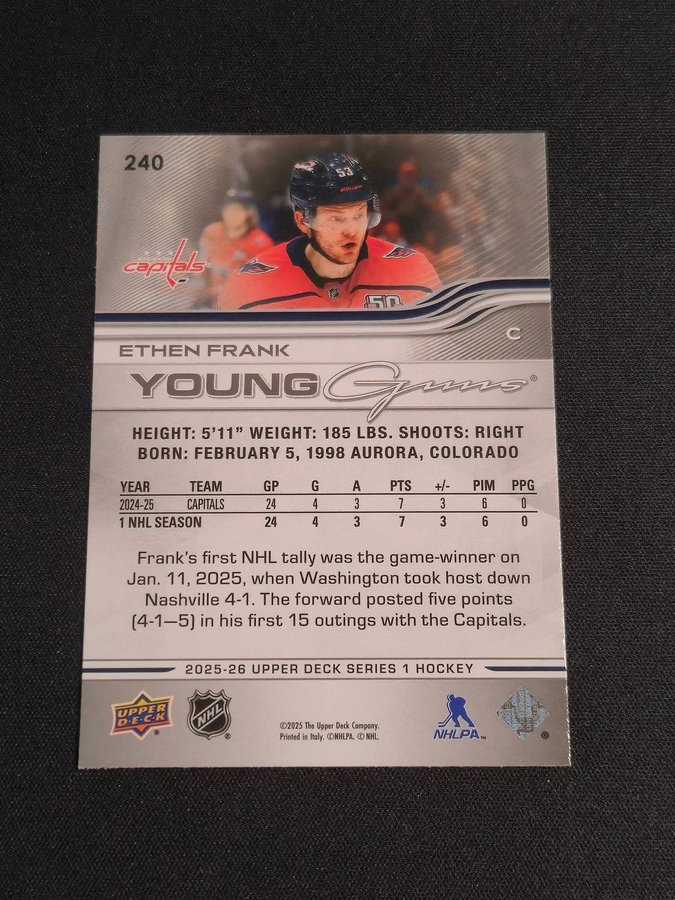 240
53
capitals
50
C
ETHEN FRANK
YOUNG Guns®
HEIGHT: 5'11" WEIGHT: 185 LBS. SHOOTS: RIGHT
BORN: FEBRUARY 5, 1998 AURORA, COLORADO
YEAR TEAM GP G A PTS +/- PIM PPG
2024-25 CAPITALS 24 4 3 7 3 6 0
1 NHL SEASON 24 4 3 7 3 6 0
Frank's first NHL tally was the game-winner on
Jan. 11, 2025, when Washington took host down
Nashville 4-1. The forward posted five points
(4-1—5) in his first 15 outings with the Capitals.
2025-26 UPPER DECK SERIES 1 HOCKEY
UPPER DECK
NHL ®
©2025 The Upper Deck Company.
Printed in Italy. ©NHLPA. ©NHL.
NHLPA™
®